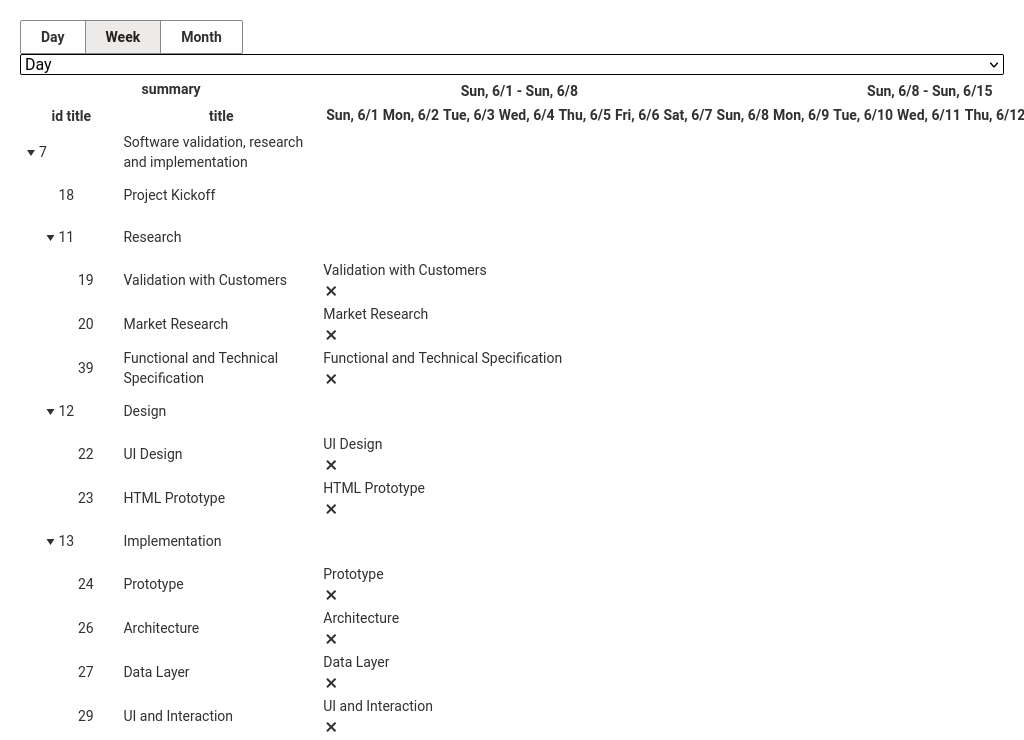 Day Week Month
Day
summary Sun, 6/1 - Sun, 6/8 Sun, 6/8 - Sun, 6/15
id title title Sun, 6/1 Mon, 6/2 Tue, 6/3 Wed, 6/4 Thu, 6/5 Fri, 6/6 Sat, 6/7 Sun, 6/8 Mon, 6/9 Tue, 6/10 Wed, 6/11 Thu, 6/12
7 Software validation, research
and implementation
18 Project Kickoff
11 Research
19 Validation with Customers Validation with Customers
20 Market Research Market Research
39 Functional and Technical Functional and Technical Specification
Specification
12 Design
22 UI Design UI Design
23 HTML Prototype HTML Prototype
13 Implementation
24 Prototype Prototype
26 Architecture Architecture
27 Data Layer Data Layer
29 UI and Interaction UI and Interaction